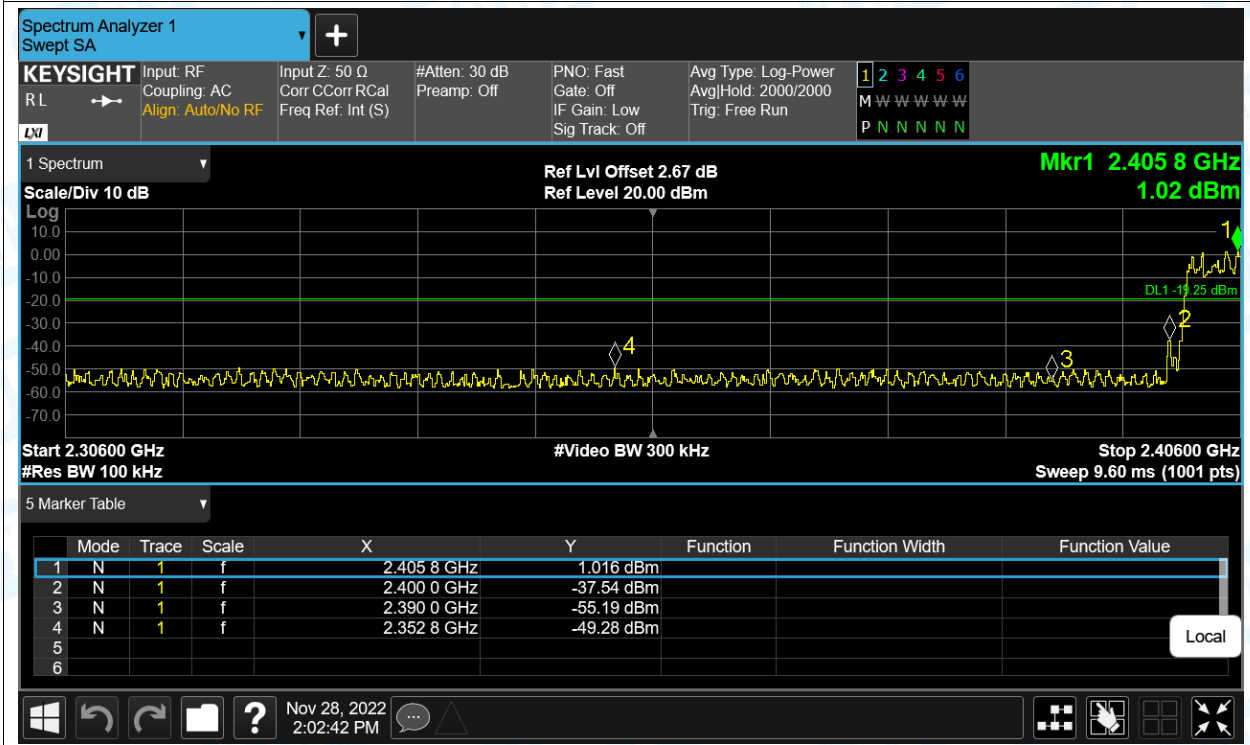 Spectrum Analyzer 1
Swept SA
KEYSIGHT Input: RF Input Z: 50 Ω #Atten: 30 dB PNO: Fast Avg Type: Log-Power 1 2 3 4 5 6
R L Coupling: AC Corr CCorr RCal Preamp: Off Gate: Off Avg|Hold: 2000/2000 M W W W W W W
Align: Auto/No RF Freq Ref: Int (S) IF Gain: Low Trig: Free Run
LXI Sig Track: Off P N N N N N N
1 Spectrum Ref Lvl Offset 2.67 dB Mkr1 2.405 8 GHz
Scale/Div 10 dB Ref Level 20.00 dBm 1.02 dBm
Log
10.0 1
0.00
-10.0
-20.0 DL1 -19.25 dBm
-30.0 2
-40.0 4
-50.0 3
-60.0
-70.0
Start 2.30600 GHz #Video BW 300 kHz Stop 2.40600 GHz
#Res BW 100 kHz Sweep 9.60 ms (1001 pts)
5 Marker Table
Mode Trace Scale X Y Function Function Width Function Value
1 N 1 f 2.405 8 GHz 1.016 dBm
2 N 1 f 2.400 0 GHz -37.54 dBm
3 N 1 f 2.390 0 GHz -55.19 dBm
4 N 1 f 2.352 8 GHz -49.28 dBm
5
6
Local
? Nov 28, 2022
2:02:42 PM